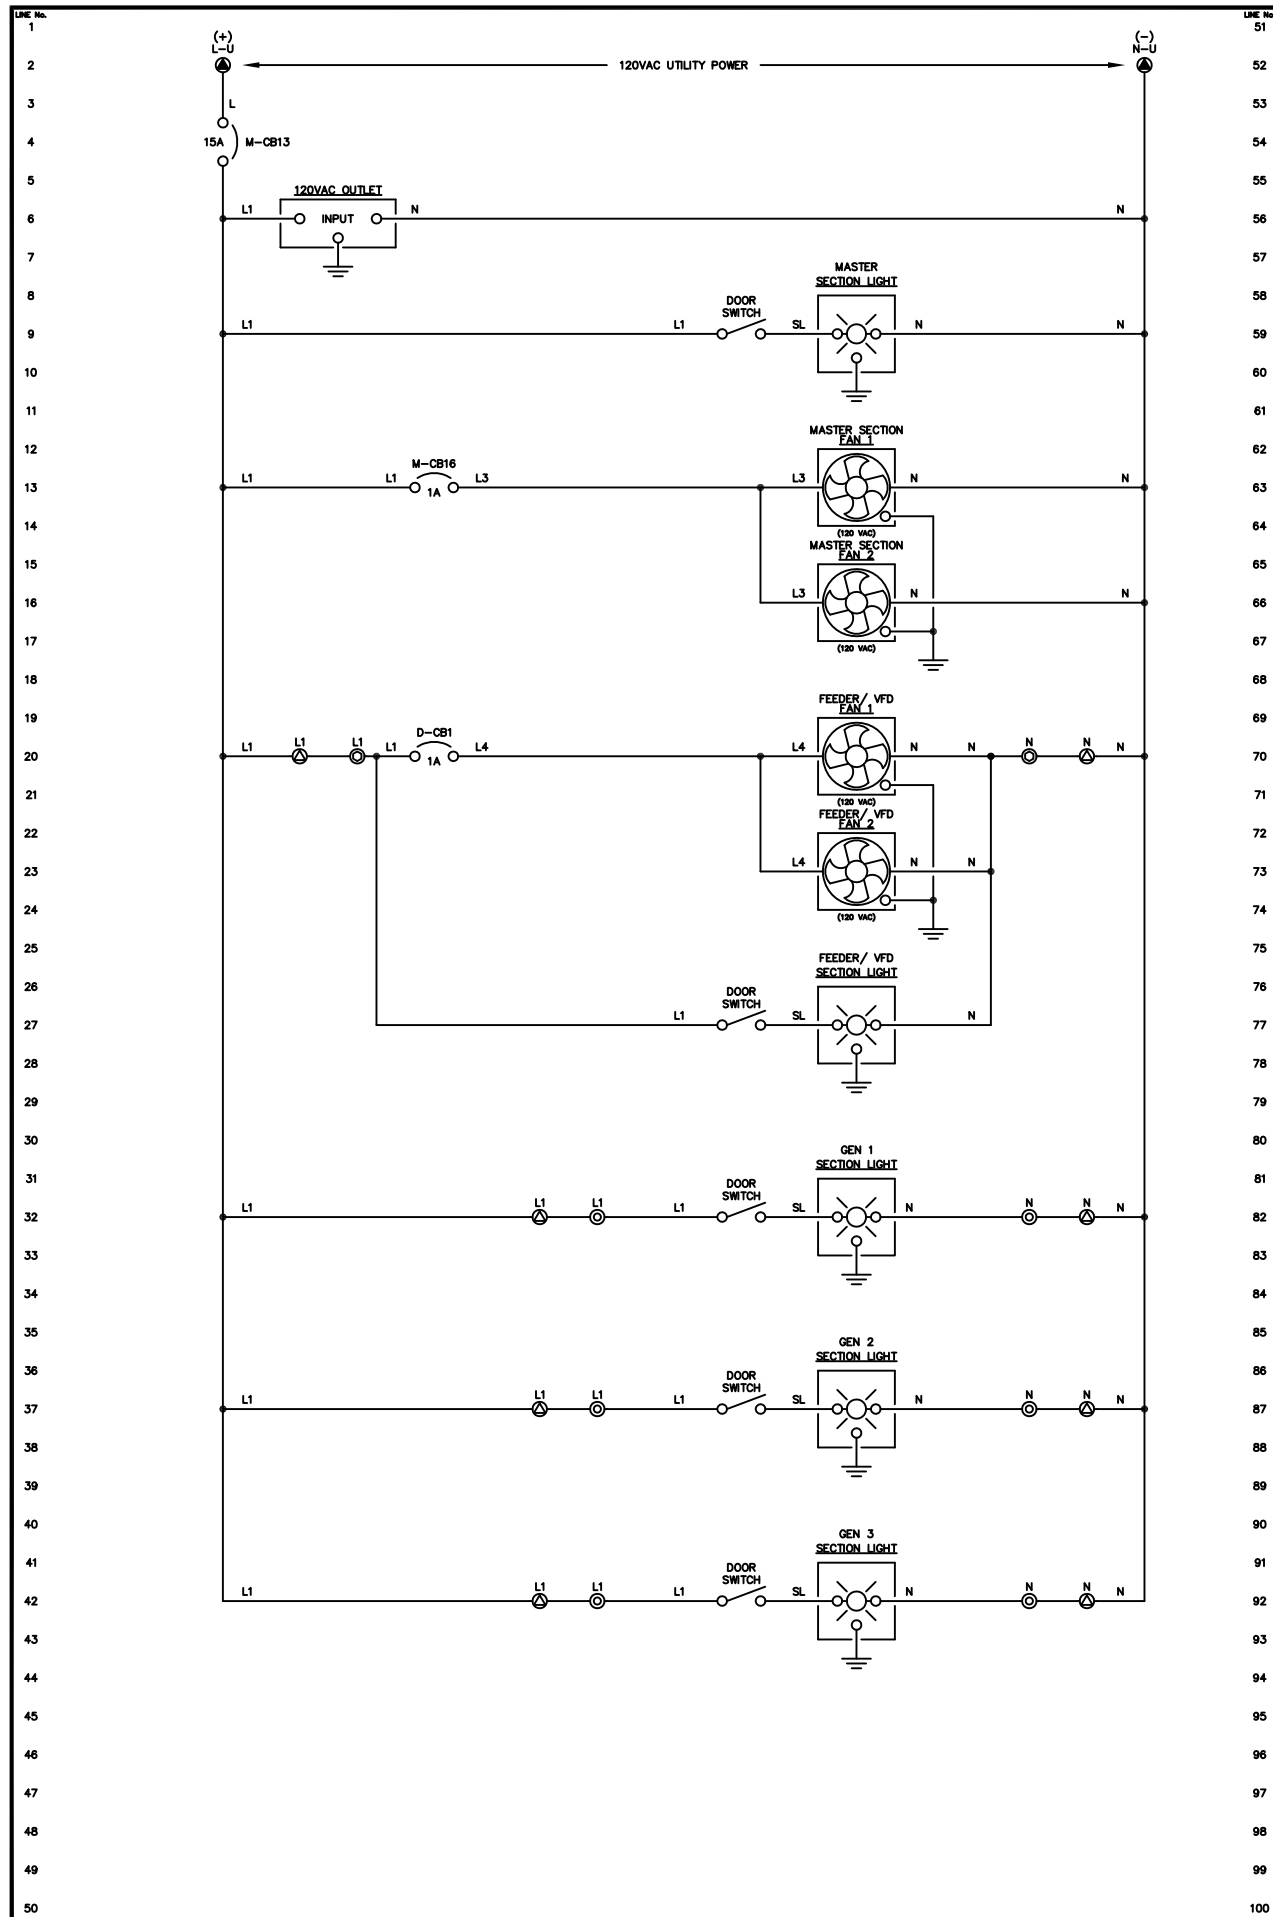 LINE No. LINE No.
1 51
(+) (-)
L-U N-U
2 120VAC UTILITY POWER 52
3 L 53
4 15A M-CB13 54
5 55
120VAC OUTLET
L1 N N
6 INPUT 56
7 57
MASTER
SECTION LIGHT
8 58
DOOR
SWITCH
L1 L1 SL N N
9 59
10 60
11 61
MASTER SECTION
FAN 1
12 62
M-CB16
L1 L1 L3 L3 N N
13 1A 63
14 64
(120 VAC)
MASTER SECTION
FAN 2
15 65
L3 N N
16 66
17 67
(120 VAC)
18 68
FEEDER/ VFD
FAN 1
19 69
D-CB1
L1 L1 L1 L1 L4 L4 N N N N N
20 1A 70
21 71
(120 VAC)
FEEDER/ VFD
FAN 2
22 72
L4 N N
23 73
24 74
(120 VAC)
25 75
FEEDER/ VFD
SECTION LIGHT
26 76
DOOR
SWITCH
L1 SL N
27 77
28 78
29 79
30 80
GEN 1
SECTION LIGHT
31 81
DOOR
SWITCH
L1 L1 L1 L1 SL N N N N
32 82
33 83
34 84
35 85
GEN 2
SECTION LIGHT
36 86
DOOR
SWITCH
L1 L1 L1 L1 SL N N N N
37 87
38 88
39 89
40 90
GEN 3
SECTION LIGHT
41 91
DOOR
SWITCH
L1 L1 L1 L1 SL N N N N
42 92
43 93
44 94
45 95
46 96
47 97
48 98
49 99
50 100